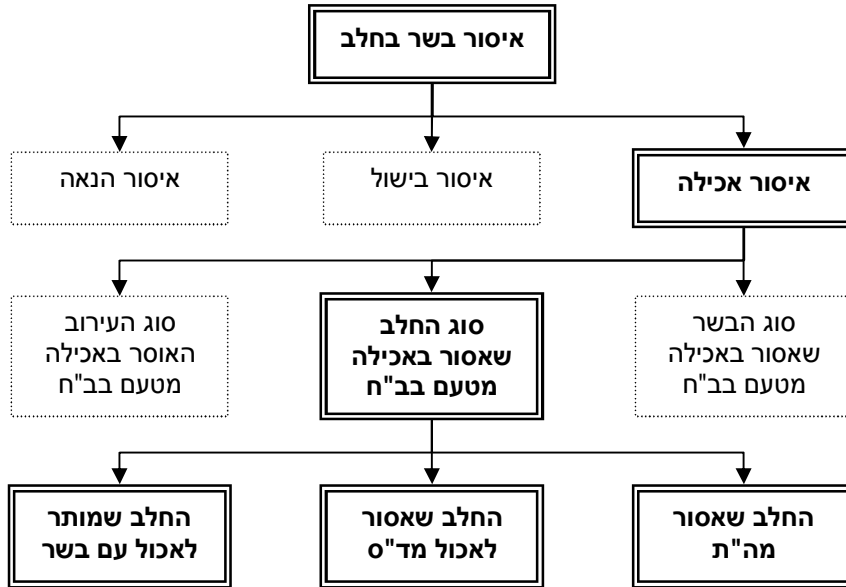 איסור בשר בחלב
איסור אכילה
איסור בישול
איסור הנאה
סוג הבשר
שאסור באכילה
מטעם בב"ח
סוג החלב
שאסור באכילה
מטעם בב"ח
סוג העירוב
האוסר באכילה
מטעם בב"ח
החלב שאסור
מה"ת
החלב שאסור
לאכול מד"ס
החלב שמותר
לאכול עם בשר